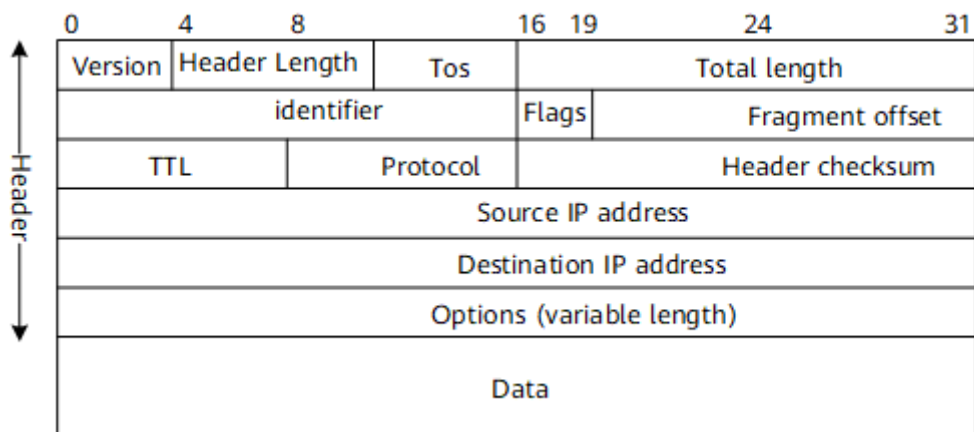 0 4 8 16 19 24 31
Version Header Length Tos Total length
identifier Flags Fragment offset
TTL Protocol Header checksum
Source IP address
Destination IP address
Options (variable length)
Data
Header